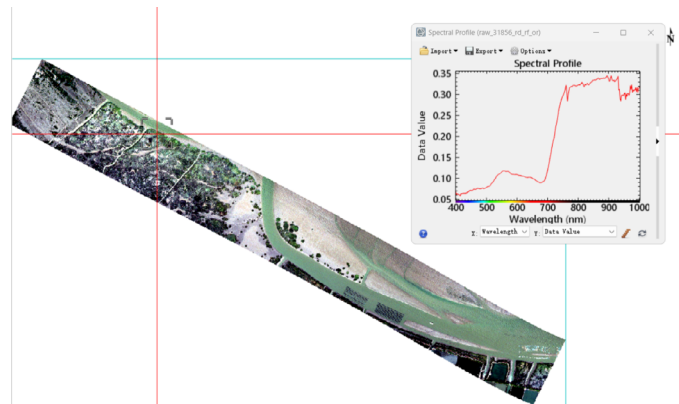 Spectral Profile (raw_31856_rd_rf_or)
Import Export Options
Spectral Profile
Data Value
0.35
0.30
0.25
0.20
0.15
0.10
0.05
400 500 600 700 800 900 1000
Wavelength (nm)
X: Wavelength Y: Data Value
N